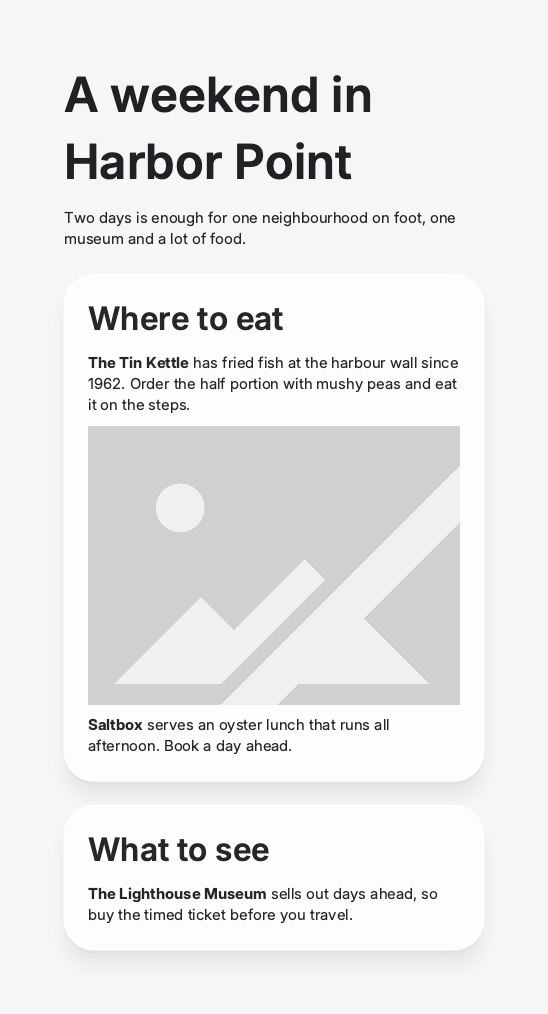 A weekend in
Harbor Point
Two days is enough for one neighbourhood on foot, one
museum and a lot of food.
Where to eat
The Tin Kettle has fried fish at the harbour wall since
1962. Order the half portion with mushy peas and eat
it on the steps.
Saltbox serves an oyster lunch that runs all
afternoon. Book a day ahead.
What to see
The Lighthouse Museum sells out days ahead, so
buy the timed ticket before you travel.